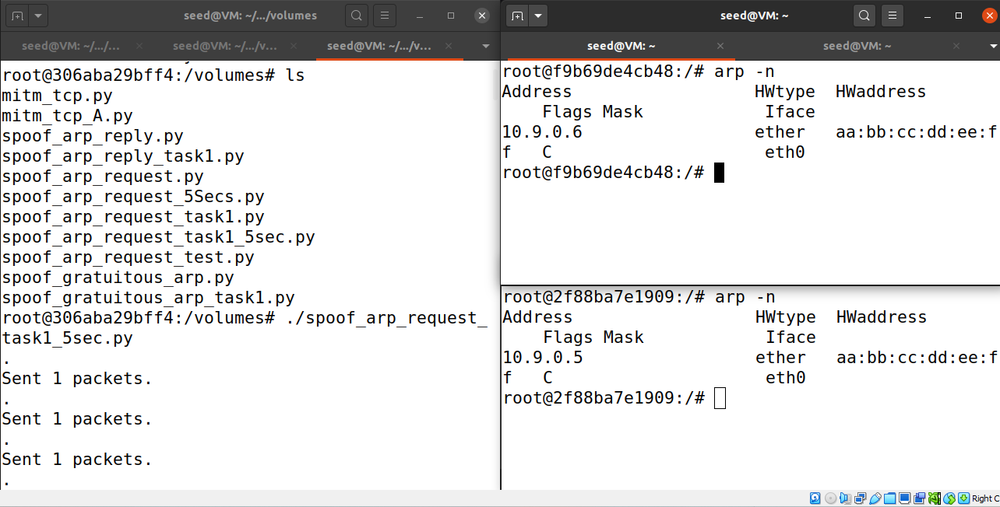 seed@VM: ~/.../volumes
seed@VM: ~/.../...
seed@VM: ~/.../v...
seed@VM: ~/.../v...
root@306aba29bff4:/volumes# ls
mitm_tcp.py
mitm_tcp_A.py
spoof_arp_reply.py
spoof_arp_reply_task1.py
spoof_arp_request.py
spoof_arp_request_5Secs.py
spoof_arp_request_task1.py
spoof_arp_request_task1_5sec.py
spoof_arp_request_test.py
spoof_gratuitous_arp.py
spoof_gratuitous_arp_task1.py
root@306aba29bff4:/volumes# ./spoof_arp_request_
task1_5sec.py
.
Sent 1 packets.
.
Sent 1 packets.
.
Sent 1 packets.
.
seed@VM: ~
seed@VM: ~
seed@VM: ~
root@f9b69de4cb48:/# arp -n
Address HWtype HWaddress
Flags Mask Iface
10.9.0.6 ether aa:bb:cc:dd:ee:f
f C eth0
root@f9b69de4cb48:/#
root@2f88ba7e1909:/# arp -n
Address HWtype HWaddress
Flags Mask Iface
10.9.0.5 ether aa:bb:cc:dd:ee:f
f C eth0
root@2f88ba7e1909:/#
Right C